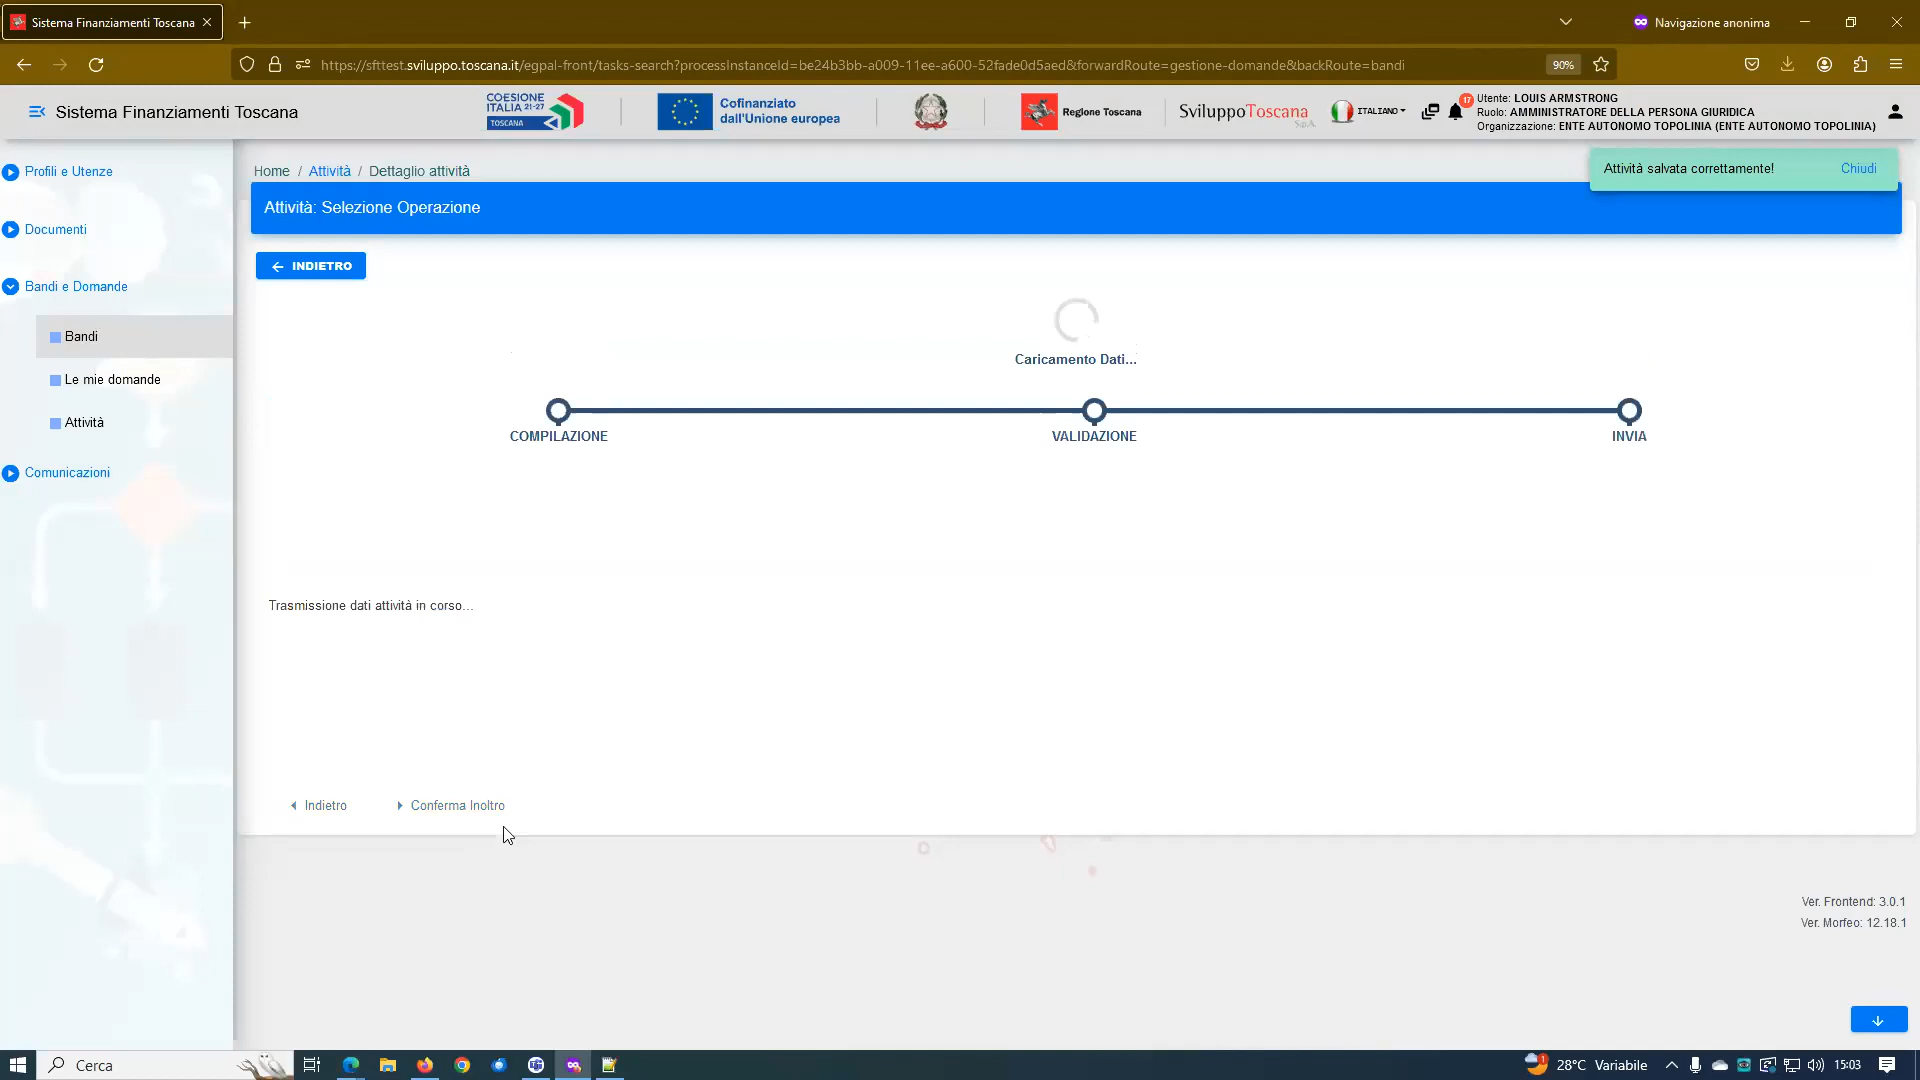 Sistema Finanziamenti Toscana
Navigazione anonima
https://sfttest.sviluppo.toscana.it/egpal-front/tasks-search?processInstanceId=be24b3bb-a009-11ee-a600-52fade0d5aed&forwardRoute=gestione-domande&backRoute=bandi
90%
Sistema Finanziamenti Toscana
COESIONE
ITALIA 21-27
TOSCANA
Cofinanziato
dall'Unione europea
Regione Toscana
SviluppoToscana
S.p.A.
ITALIANO
17
Utente: LOUIS ARMSTRONG
Ruolo: AMMINISTRATORE DELLA PERSONA GIURIDICA
Organizzazione: ENTE AUTONOMO TOPOLINIA (ENTE AUTONOMO TOPOLINIA)
Profili e Utenze
Documenti
Bandi e Domande
Bandi
Le mie domande
Attività
Comunicazioni
Home / Attività / Dettaglio attività
Attività salvata correttamente! Chiudi
Attività: Selezione Operazione
INDIETRO
Caricamento Dati...
COMPILAZIONE
VALIDAZIONE
INVIA
Trasmissione dati attività in corso...
Indietro
Conferma Inoltro
Ver. Frontend: 3.0.1
Ver. Morfeo: 12.18.1
Cerca
1
28°C Variabile
15:03